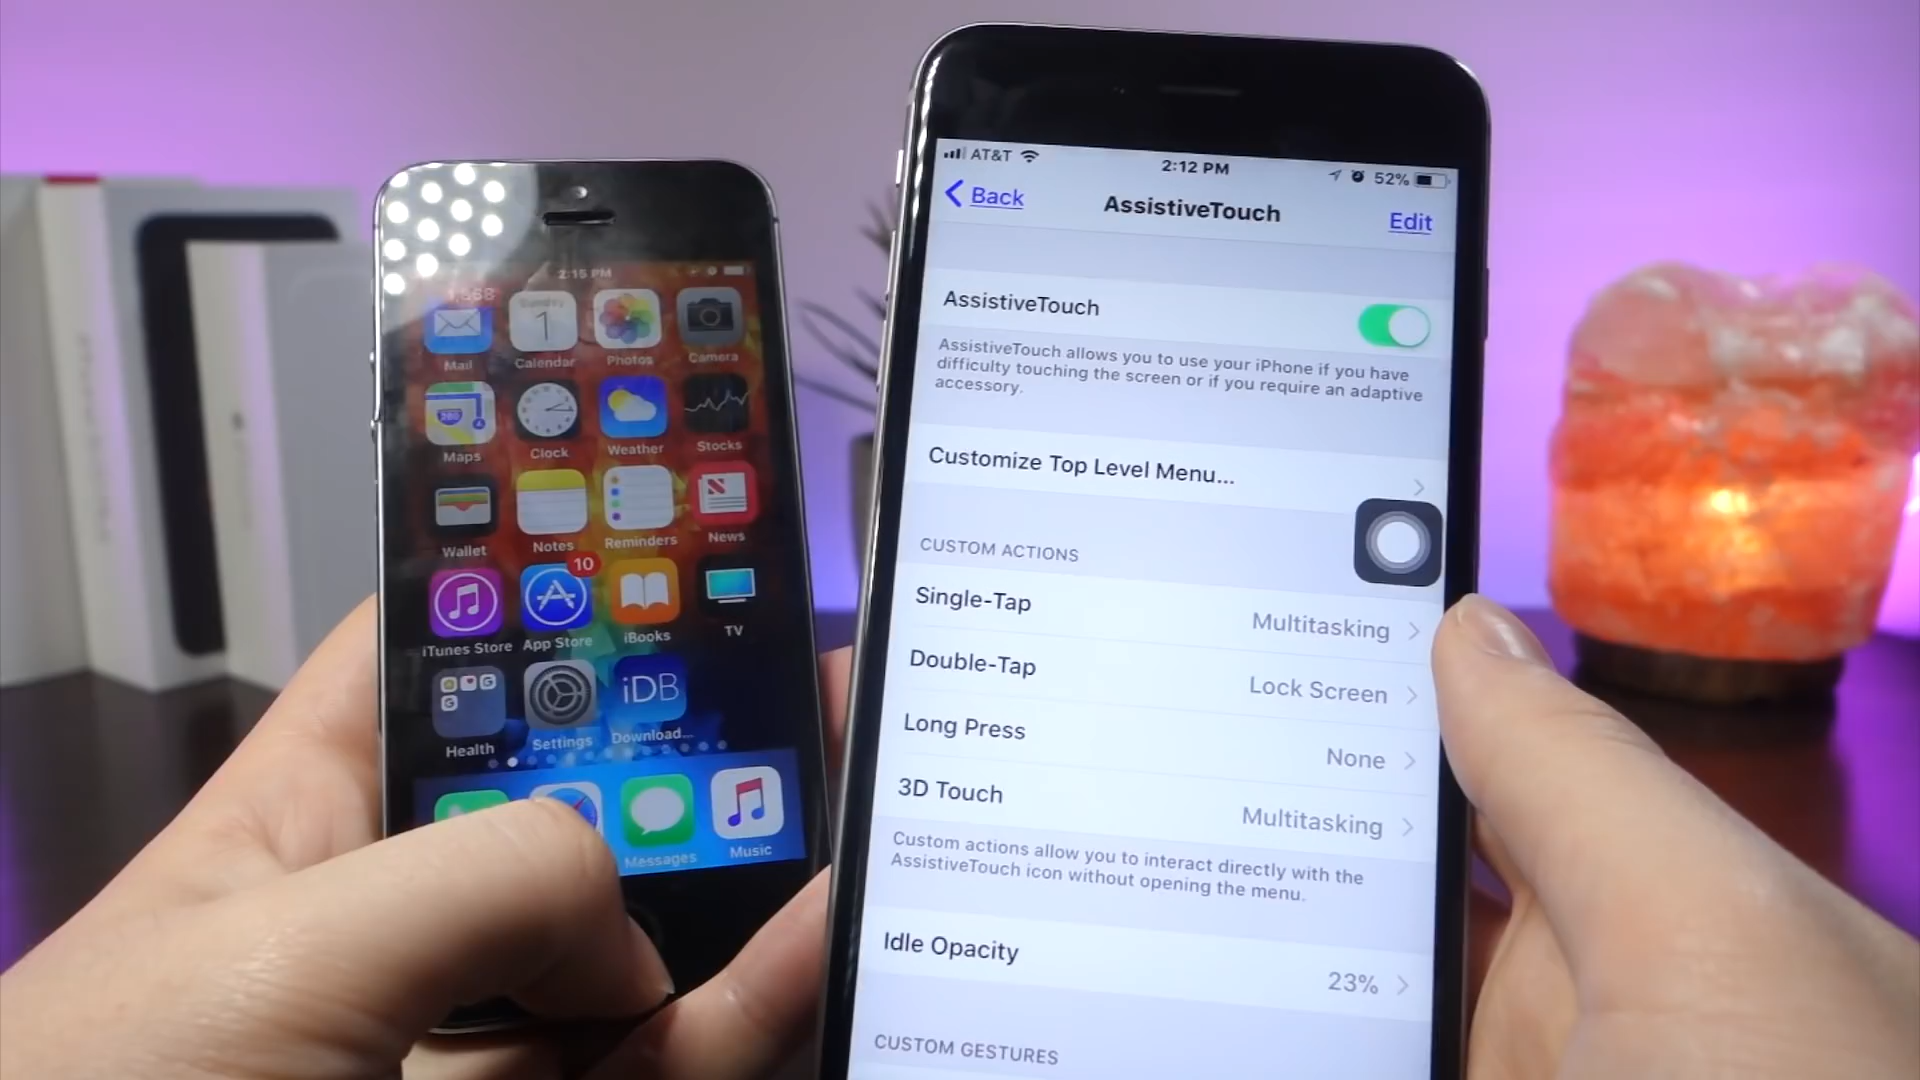 2:15 PM
1,668
Sunday
1
Mail
Calendar
Photos
Camera
280
Maps
Clock
Weather
Stocks
Wallet
Notes
Reminders
News
10
iTunes Store
App Store
iBooks
TV
iDB
Health
Settings
Download...
Messages
Music
AT&T
2:12 PM
52%
Back
AssistiveTouch
Edit
AssistiveTouch
AssistiveTouch allows you to use your iPhone if you have
difficulty touching the screen or if you require an adaptive
accessory.
Customize Top Level Menu...
CUSTOM ACTIONS
Single-Tap
Multitasking
Double-Tap
Lock Screen
Long Press
None
3D Touch
Multitasking
Custom actions allow you to interact directly with the
AssistiveTouch icon without opening the menu.
Idle Opacity
23%
CUSTOM GESTURES